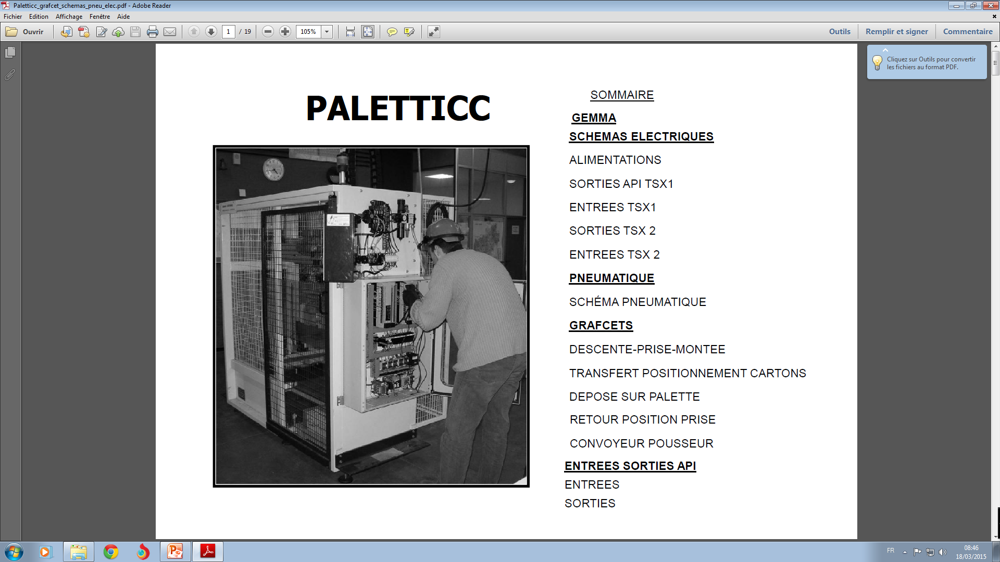 Paletticc_grafcet_schemas_pneu_elec.pdf - Adobe Reader
Fichier Edition Affichage Fenêtre Aide
Ouvrir 1 / 19 105% Outils Remplir et signer Commentaire
Cliquez sur Outils pour convertir
les fichiers au format PDF.
PALETTICC
SOMMAIRE
GEMMA
SCHEMAS ELECTRIQUES
ALIMENTATIONS
SORTIES API TSX1
ENTREES TSX1
SORTIES TSX 2
ENTREES TSX 2
PNEUMATIQUE
SCHÉMA PNEUMATIQUE
GRAFCETS
DESCENTE-PRISE-MONTEE
TRANSFERT POSITIONNEMENT CARTONS
DEPOSE SUR PALETTE
RETOUR POSITION PRISE
CONVOYEUR POUSSEUR
ENTREES SORTIES API
ENTREES
SORTIES
FR
08:46
18/03/2015